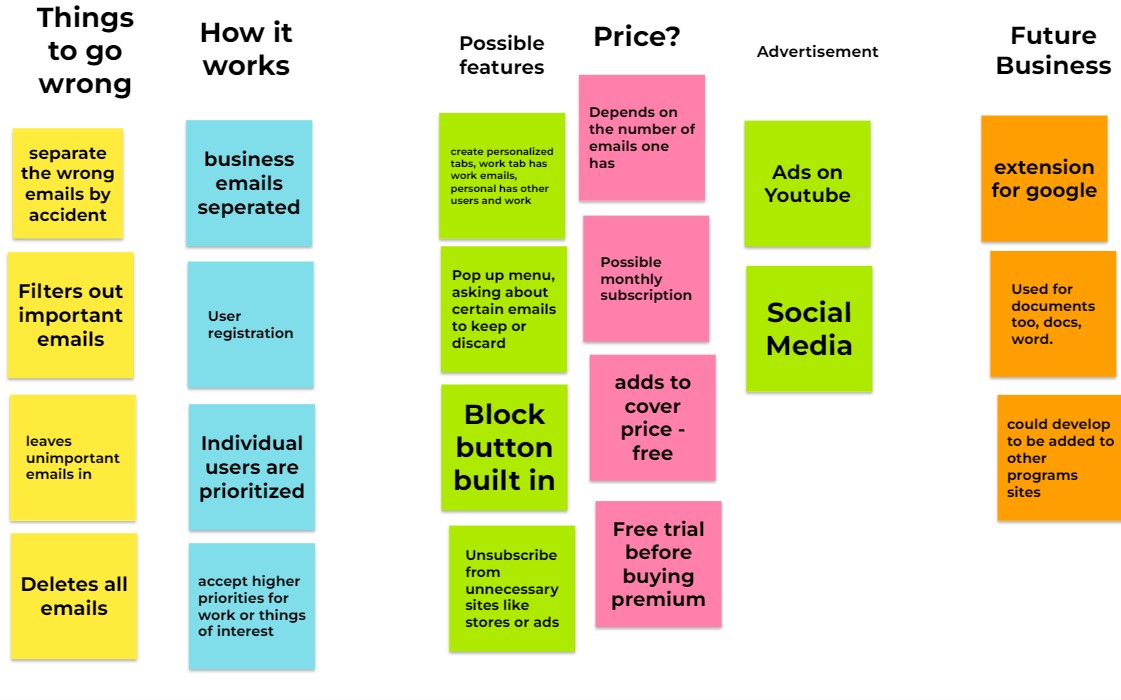 Things
to go
wrong
separate
the wrong
emails by
accident
Filters out
important
emails
leaves
unimportant
emails in
Deletes all
emails
How it
works
business
emails
seperated
User
registration
Individual
users are
prioritized
accept higher
priorities for
work or things
of interest
Possible
features
create personalized
tabs, work tab has
work emails,
personal has other
users and work
Pop up menu,
asking about
certain emails
to keep or
discard
Block
button
built in
Unsubscribe
from
unnecessary
sites like
stores or ads
Price?
Depends on
the number of
emails one
has
Possible
monthly
subscription
adds to
cover
price -
free
Free trial
before
buying
premium
Advertisement
Ads on
Youtube
Social
Media
Future
Business
extension
for google
Used for
documents
too, docs,
word.
could develop
to be added to
other
programs
sites